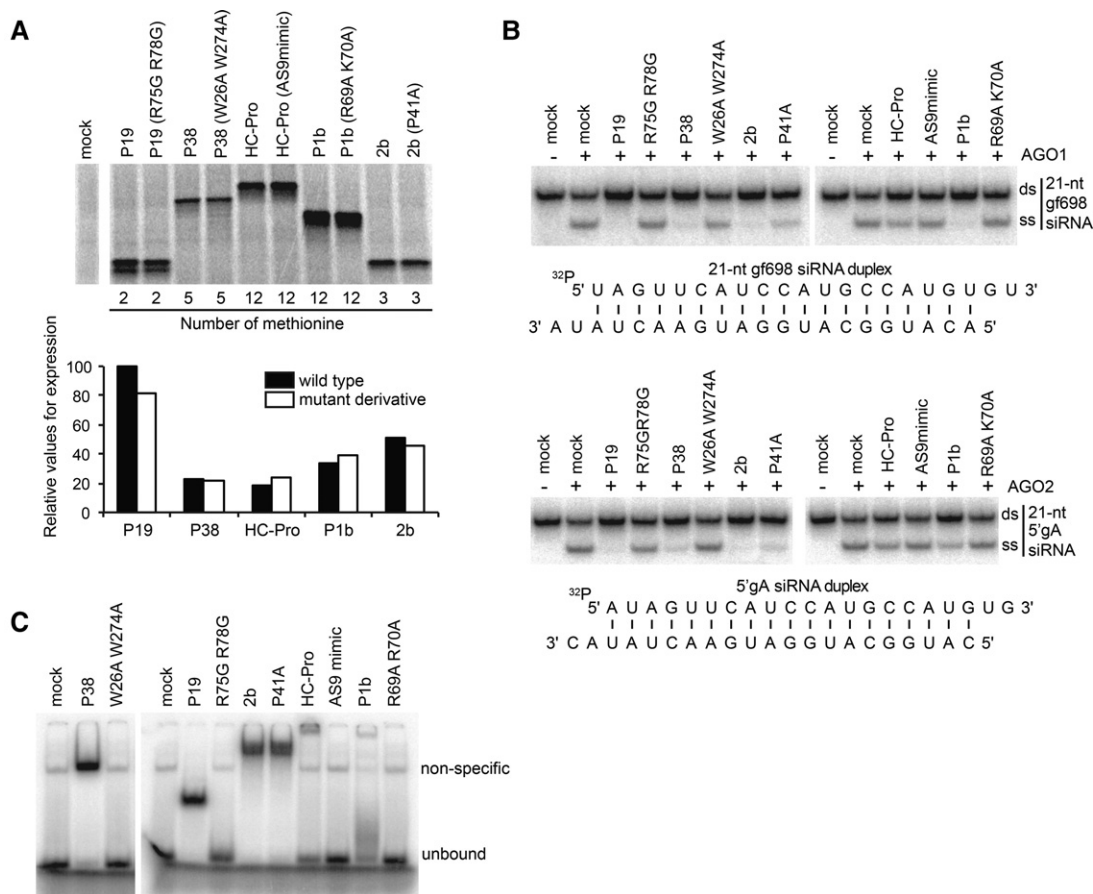 A
mock
P19
P19 (R75G R78G)
P38
P38 (W26A W274A)
HC-Pro
HC-Pro (AS9mimic)
P1b
P1b (R69A K70A)
2b
2b (P41A)
2 2 5 5 12 12 12 12 3 3
Number of methionine
Relative values for expression
100
80
60
40
20
0
wild type
mutant derivative
P19 P38 HC-Pro P1b 2b
B
mock
mock
P19
R75G R78G
P38
W26A W274A
2b
P41A
mock
mock
HC-Pro
AS9mimic
P1b
R69A K70A
- + + + + + + + - + + + + + AGO1
ds
ss
21-nt
gf698
siRNA
21-nt gf698 siRNA duplex
32P
5' U A G U U C A U C C A U G C C A U G U G U 3'
3' A U A U C A A G U A G G U A C G G U A C A 5'
mock
mock
P19
R75GR78G
P38
W26A W274A
2b
P41A
mock
mock
HC-Pro
AS9mimic
P1b
R69A K70A
- + + + + + + + - + + + + + AGO2
ds
ss
21-nt
5'gA
siRNA
5'gA siRNA duplex
32P
5' A U A G U U C A U C C A U G C C A U G U G 3'
3' C A U A U C A A G U A G G U A C G G U A C 5'
C
mock
P38
W26A W274A
mock
P19
R75G R78G
2b
P41A
HC-Pro
AS9 mimic
P1b
R69A R70A
non-specific
unbound